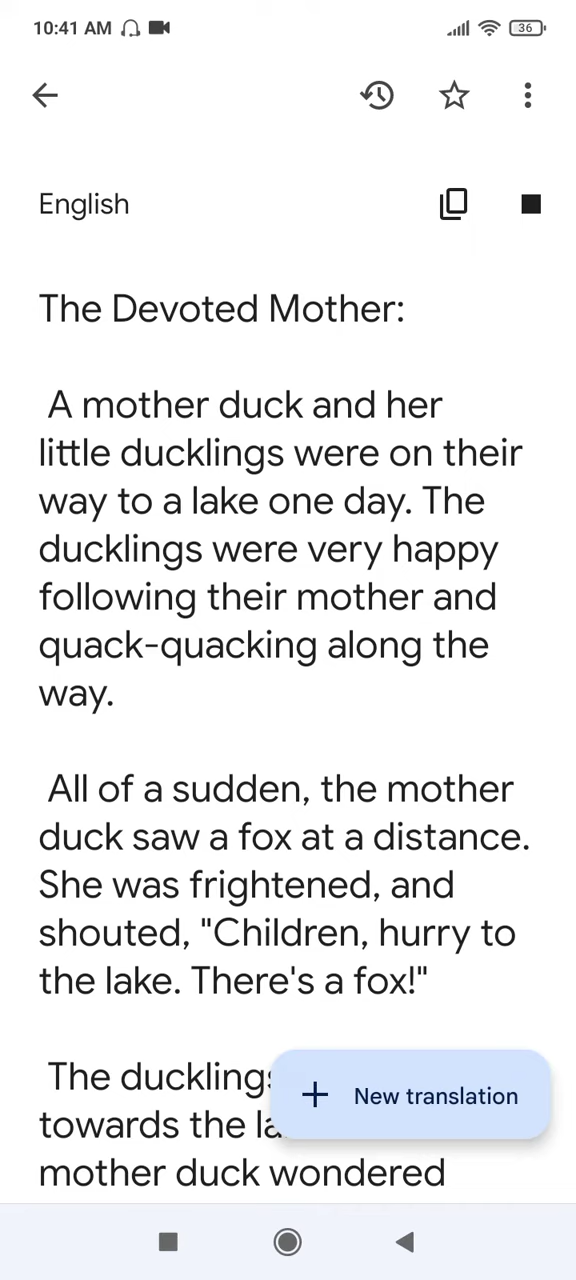 10:41 AM
36
English
The Devoted Mother:
A mother duck and her
little ducklings were on their
way to a lake one day. The
ducklings were very happy
following their mother and
quack-quacking along the
way.
All of a sudden, the mother
duck saw a fox at a distance.
She was frightened, and
shouted, "Children, hurry to
the lake. There's a fox!"
The ducklings
towards the
mother duck wondered
New translation